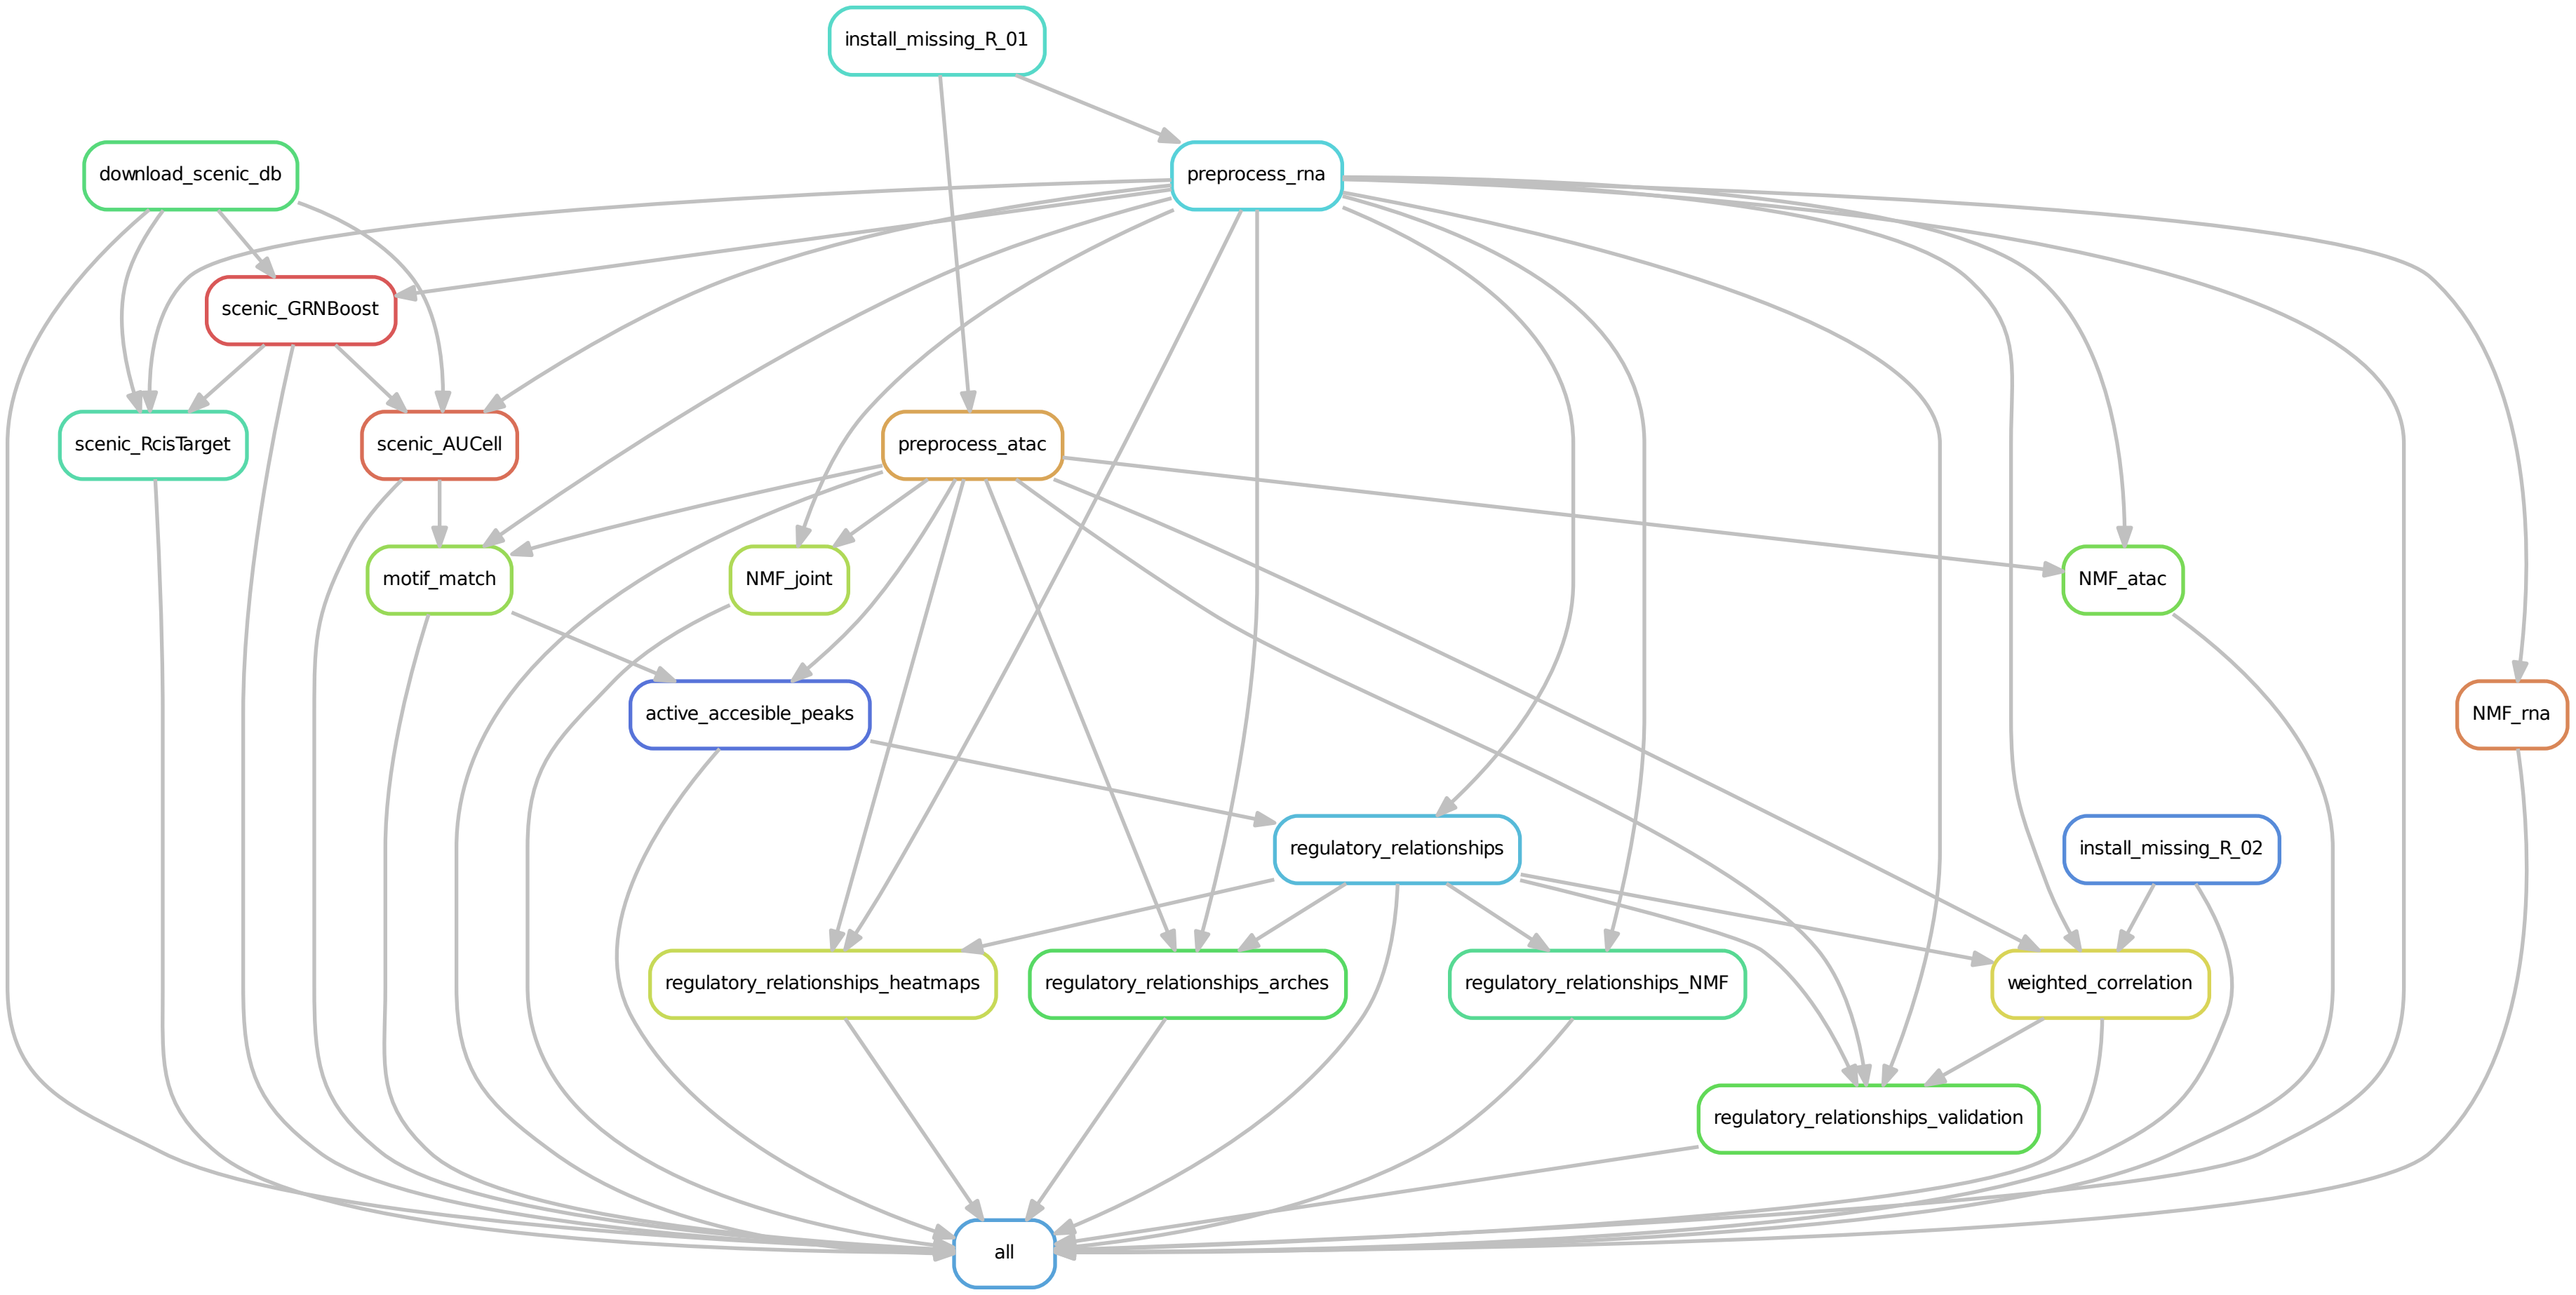 install_missing_R_01
download_scenic_db
preprocess_rna
scenic_GRNBoost
scenic_RcisTarget
scenic_AUCell
preprocess_atac
motif_match
NMF_joint
NMF_atac
active_accesible_peaks
NMF_rna
regulatory_relationships
install_missing_R_02
regulatory_relationships_heatmaps
regulatory_relationships_arches
regulatory_relationships_NMF
weighted_correlation
regulatory_relationships_validation
all